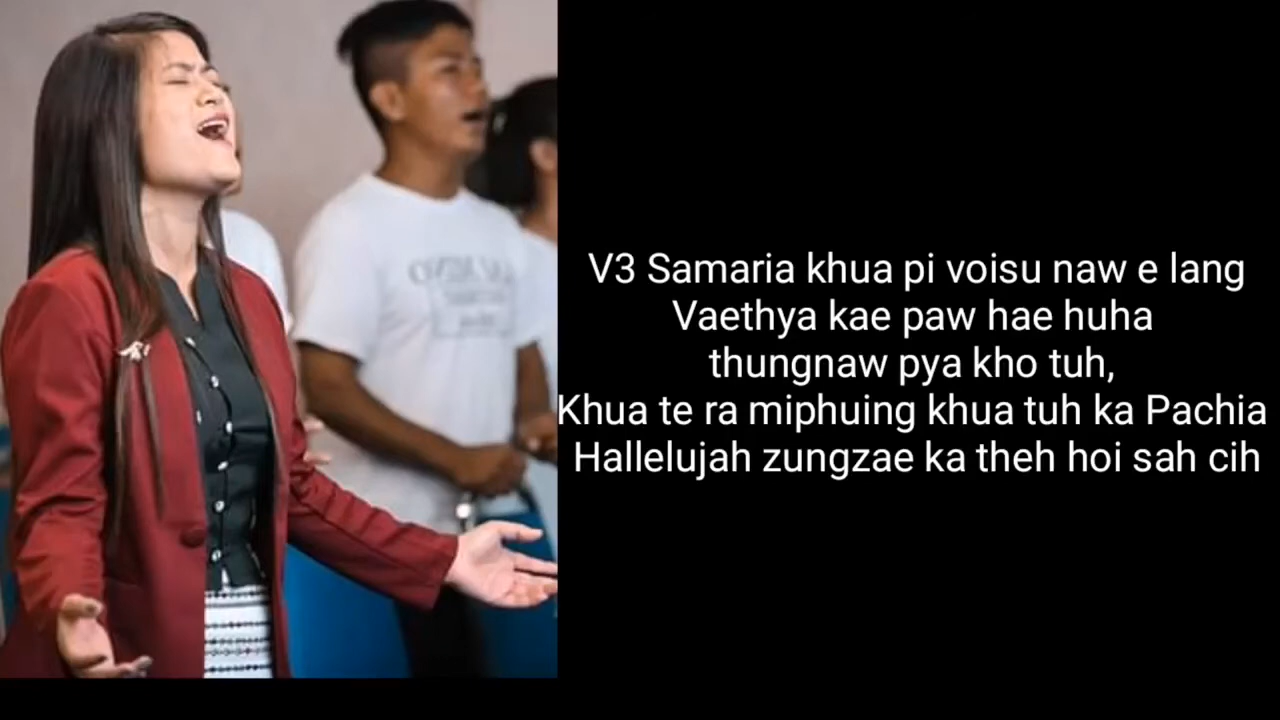 V3 Samaria khua pi voisu naw e lang
Vaethya kae paw hae huha
thungnaw pya kho tuh,
Khua te ra miphuing khua tuh ka Pachia
Hallelujah zungzae ka theh hoi sah cih